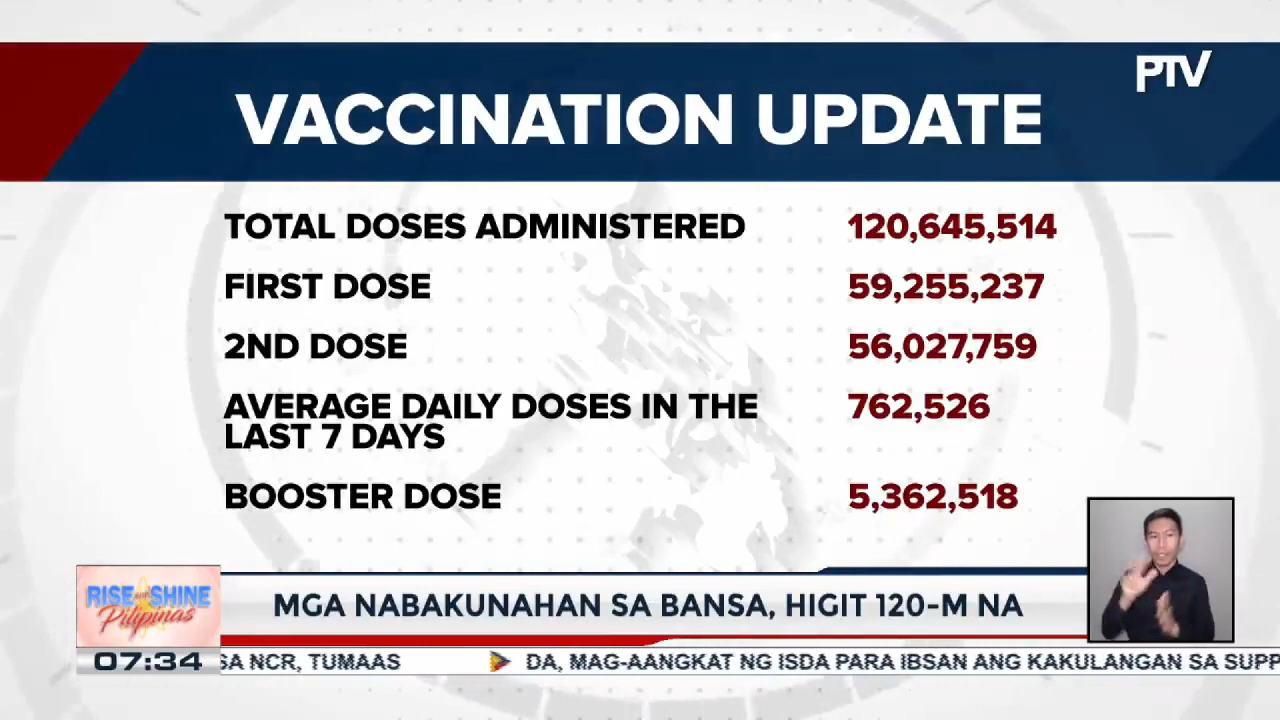 PTV
VACCINATION UPDATE
TOTAL DOSES ADMINISTERED 120,645,514
FIRST DOSE 59,255,237
2ND DOSE 56,027,759
AVERAGE DAILY DOSES IN THE 762,526
LAST 7 DAYS
BOOSTER DOSE 5,362,518
RISE and SHINE
Pilipinas
MGA NABAKUNAHAN SA BANSA, HIGIT 120-M NA
07:34 SA NCR, TUMAAS DA, MAG-AANGKAT NG ISDA PARA IBSAN ANG KAKULANGAN SA SUPP